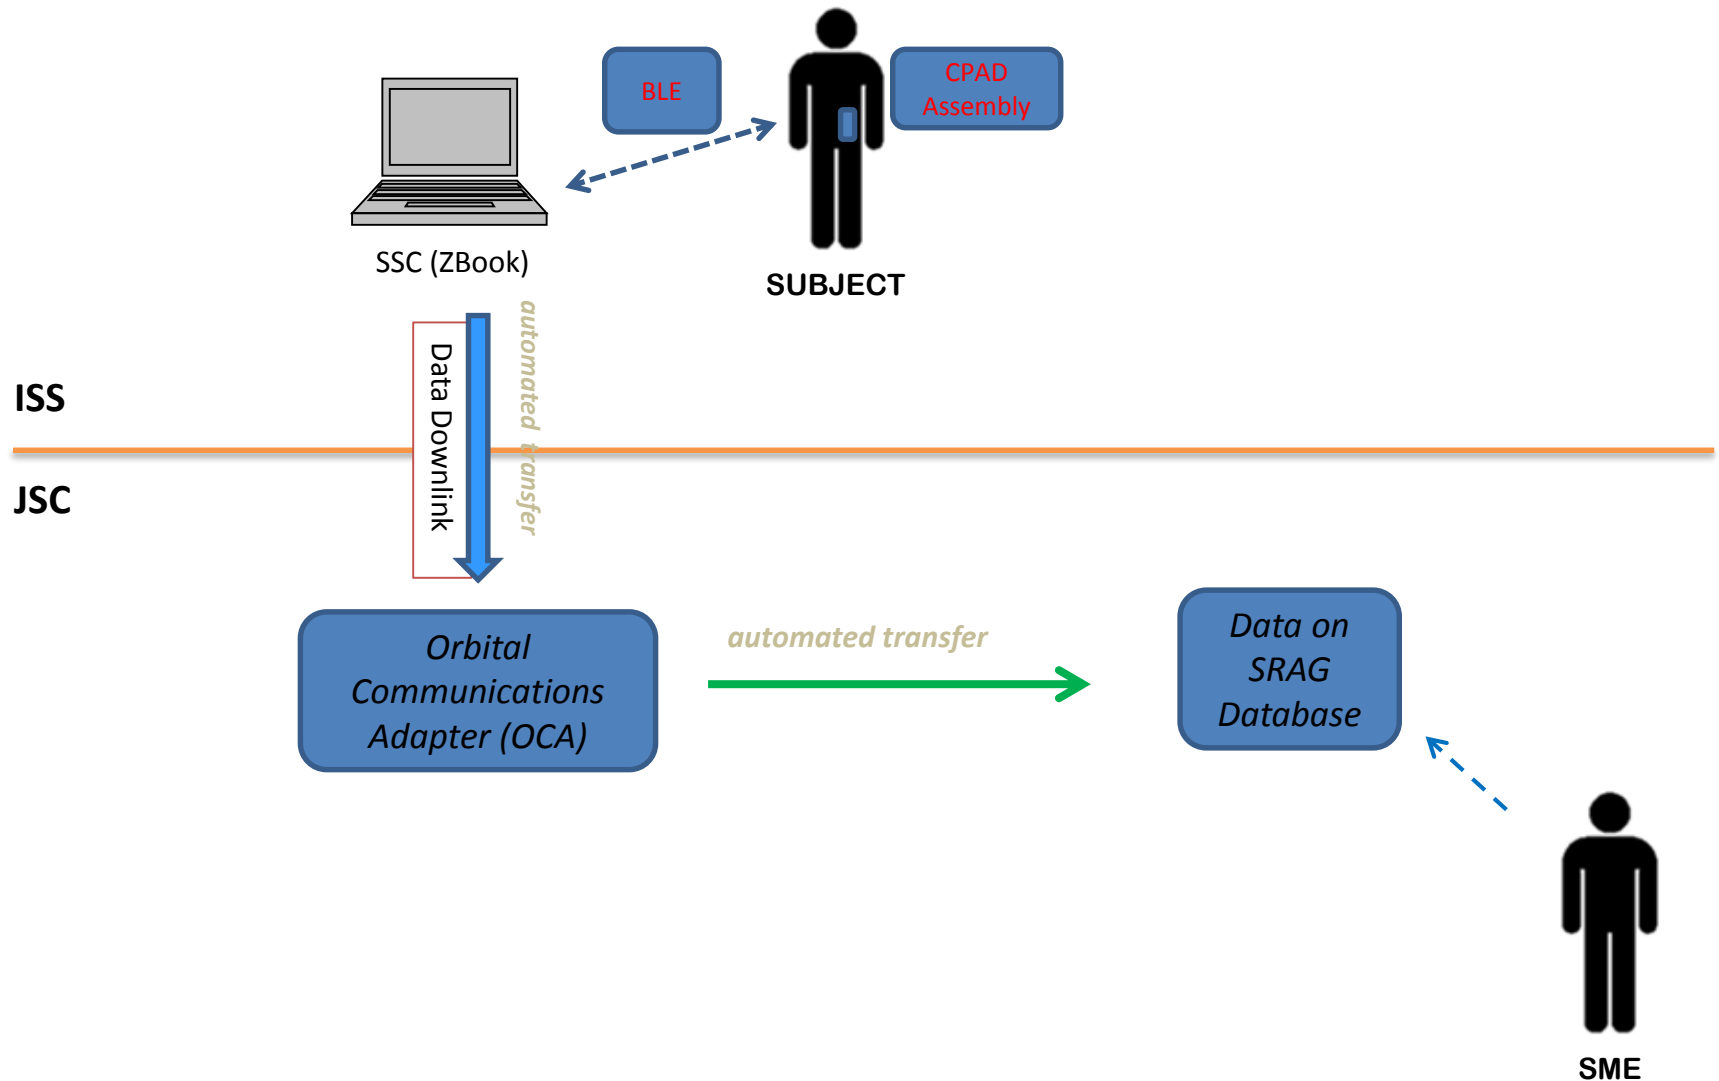 BLE
CPAD
Assembly
SSC (ZBook)
SUBJECT
Data Downlink
automated transfer
ISS
JSC
Orbital
Communications
Adapter (OCA)
automated transfer
Data on
SRAG
Database
SME